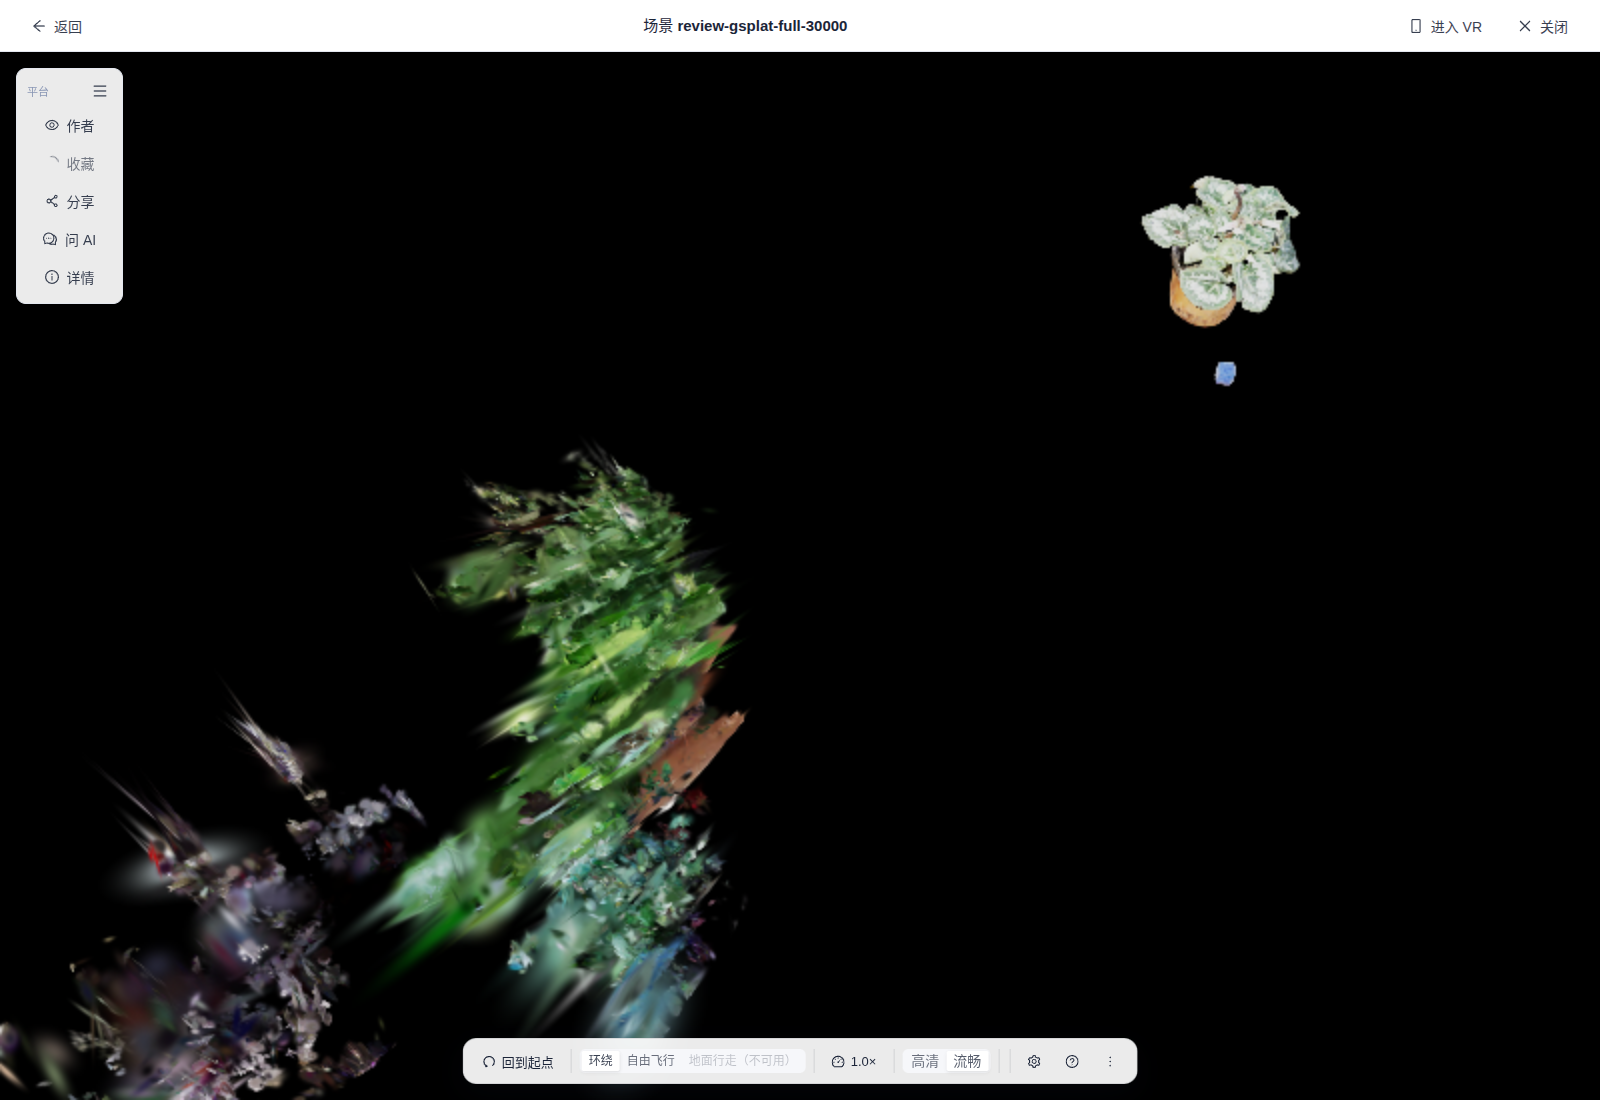 返回
场景 review-gsplat-full-30000
进入 VR
关闭
平台
作者
收藏
分享
问 AI
详情
回到起点
环绕
自由飞行
地面行走（不可用）
1.0×
高清
流畅